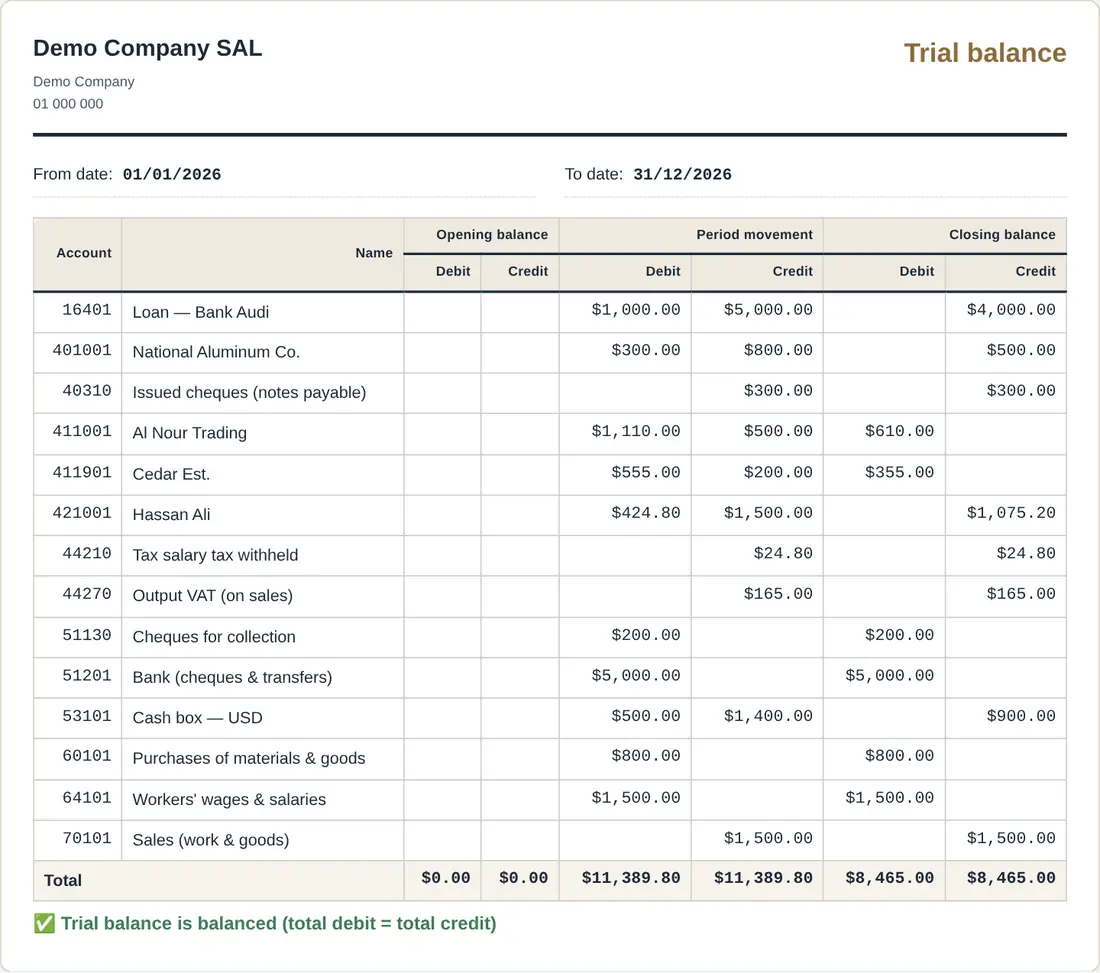 Demo Company SAL
Trial balance
Demo Company
01 000 000
From date: 01/01/2026
To date: 31/12/2026
Account Name Opening balance Period movement Closing balance
Debit Credit Debit Credit Debit Credit
16401 Loan — Bank Audi $1,000.00 $5,000.00 $4,000.00
401001 National Aluminum Co. $300.00 $800.00 $500.00
40310 Issued cheques (notes payable) $300.00 $300.00
411001 Al Nour Trading $1,110.00 $500.00 $610.00
411901 Cedar Est. $555.00 $200.00 $355.00
421001 Hassan Ali $424.80 $1,500.00 $1,075.20
44210 Tax salary tax withheld $24.80 $24.80
44270 Output VAT (on sales) $165.00 $165.00
51130 Cheques for collection $200.00 $200.00
51201 Bank (cheques & transfers) $5,000.00 $5,000.00
53101 Cash box — USD $500.00 $1,400.00 $900.00
60101 Purchases of materials & goods $800.00 $800.00
64101 Workers' wages & salaries $1,500.00 $1,500.00
70101 Sales (work & goods) $1,500.00 $1,500.00
Total $0.00 $0.00 $11,389.80 $11,389.80 $8,465.00 $8,465.00
✅ Trial balance is balanced (total debit = total credit)